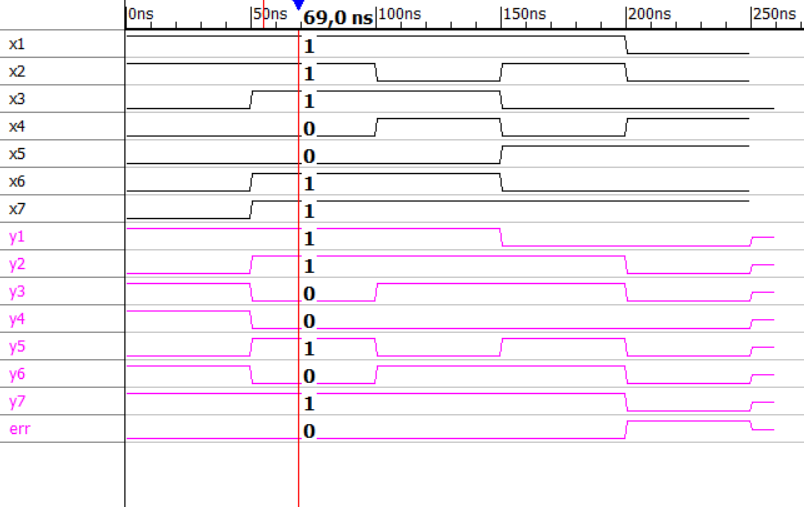 0ns 50ns 100ns 150ns 200ns 250ns
69,0 ns
x1 1
x2 1
x3 1
x4 0
x5 0
x6 1
x7 1
y1 1
y2 1
y3 0
y4 0
y5 1
y6 0
y7 1
err 0